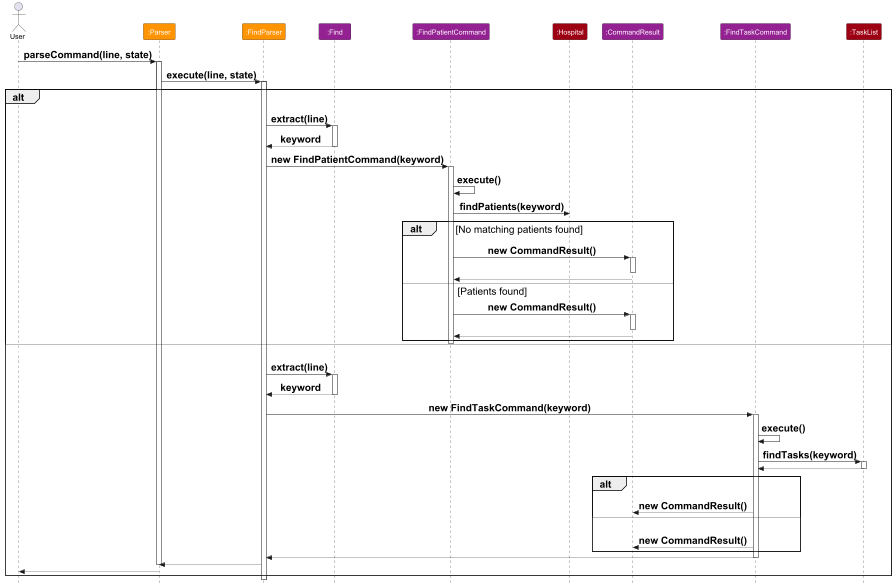 User
:Parser
:FindParser
:Find
:FindPatientCommand
:Hospital
:CommandResult
:FindTaskCommand
:TaskList
parseCommand(line, state)
execute(line, state)
alt
extract(line)
keyword
new FindPatientCommand(keyword)
execute()
findPatients(keyword)
alt
[No matching patients found]
new CommandResult()
[Patients found]
new CommandResult()
extract(line)
keyword
new FindTaskCommand(keyword)
execute()
findTasks(keyword)
alt
new CommandResult()
new CommandResult()